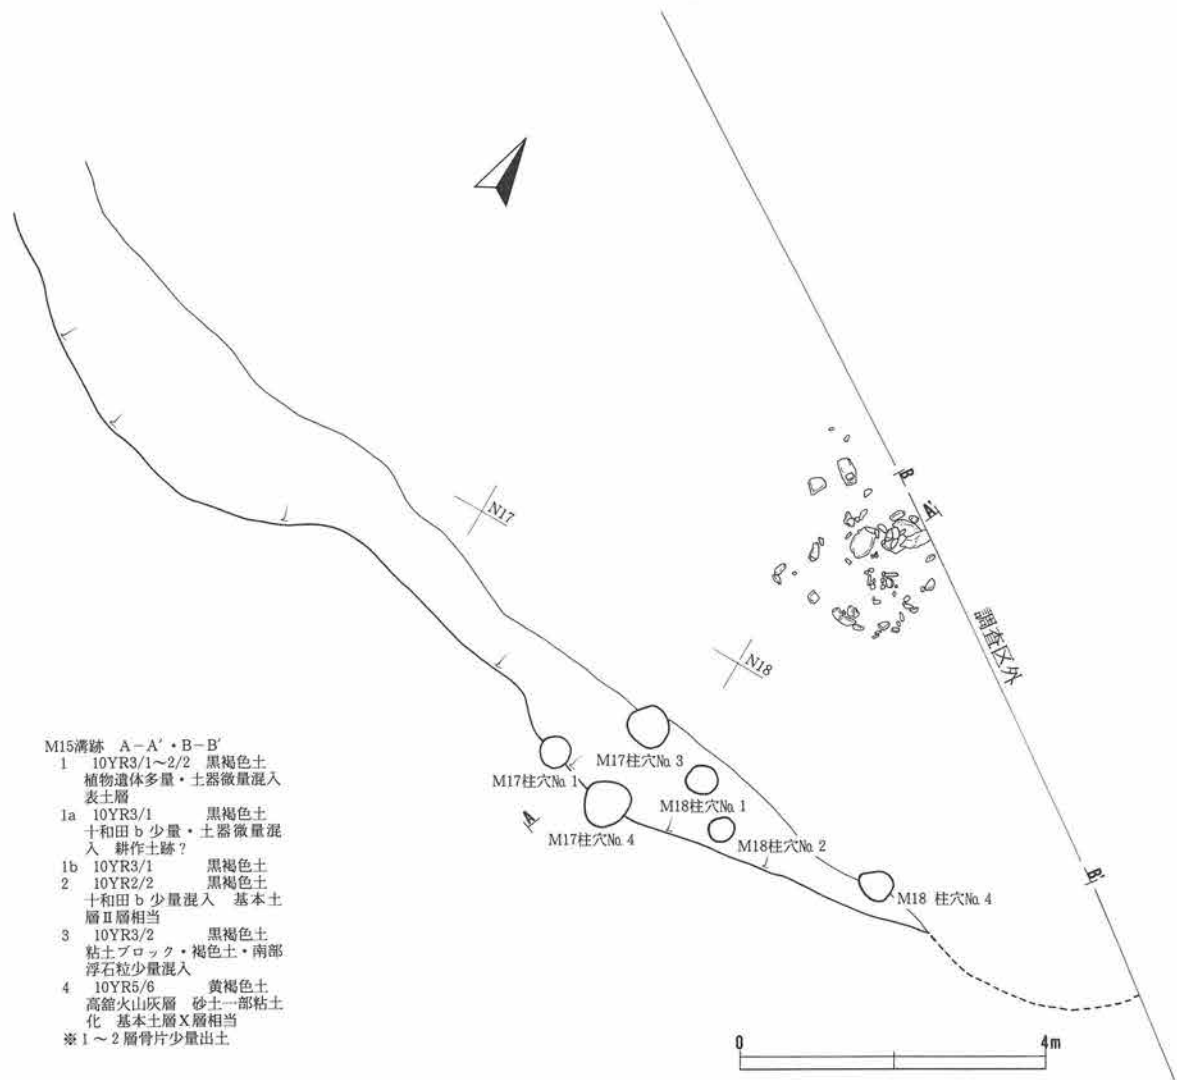 N17
B
A'
調査区外
N18
M17柱穴No.3
M17柱穴No.1
M18柱穴No.1
A
M17柱穴No.4
M18柱穴No.2
B'
M18 柱穴No.4
M15溝跡 A-A'・B-B'
1 10YR3/1~2/2 黒褐色土
植物遺体多量・土器微量混入
表土層
1a 10YR3/1 黒褐色土
十和田b少量・土器微量混
入 耕作土跡?
1b 10YR3/1 黒褐色土
2 10YR2/2 黒褐色土
十和田b少量混入 基本土
層Ⅱ層相当
3 10YR3/2 黒褐色土
粘土ブロック・褐色土・南部
浮石粒少量混入
4 10YR5/6 黄褐色土
高舘火山灰層 砂土一部粘土
化 基本土層X層相当
※1~2層骨片少量出土
0 4m